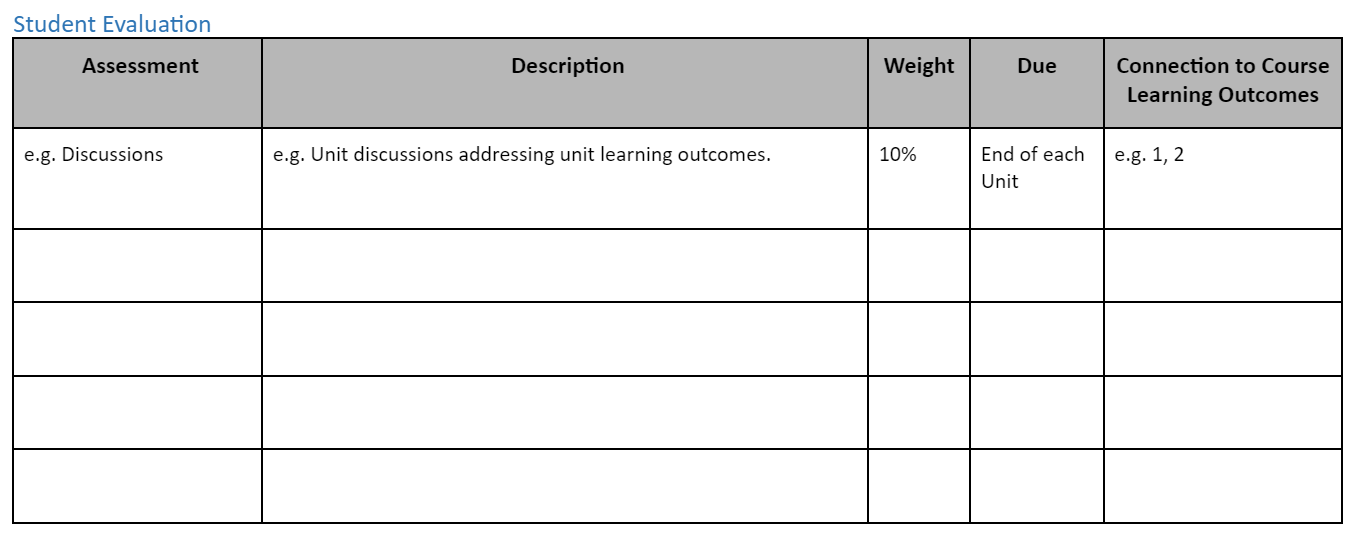 Student Evaluation
Assessment
Description
Weight
Due
Connection to Course
Learning Outcomes
e.g. Discussions
e.g. Unit discussions addressing unit learning outcomes.
10%
End of each
Unit
e.g. 1, 2